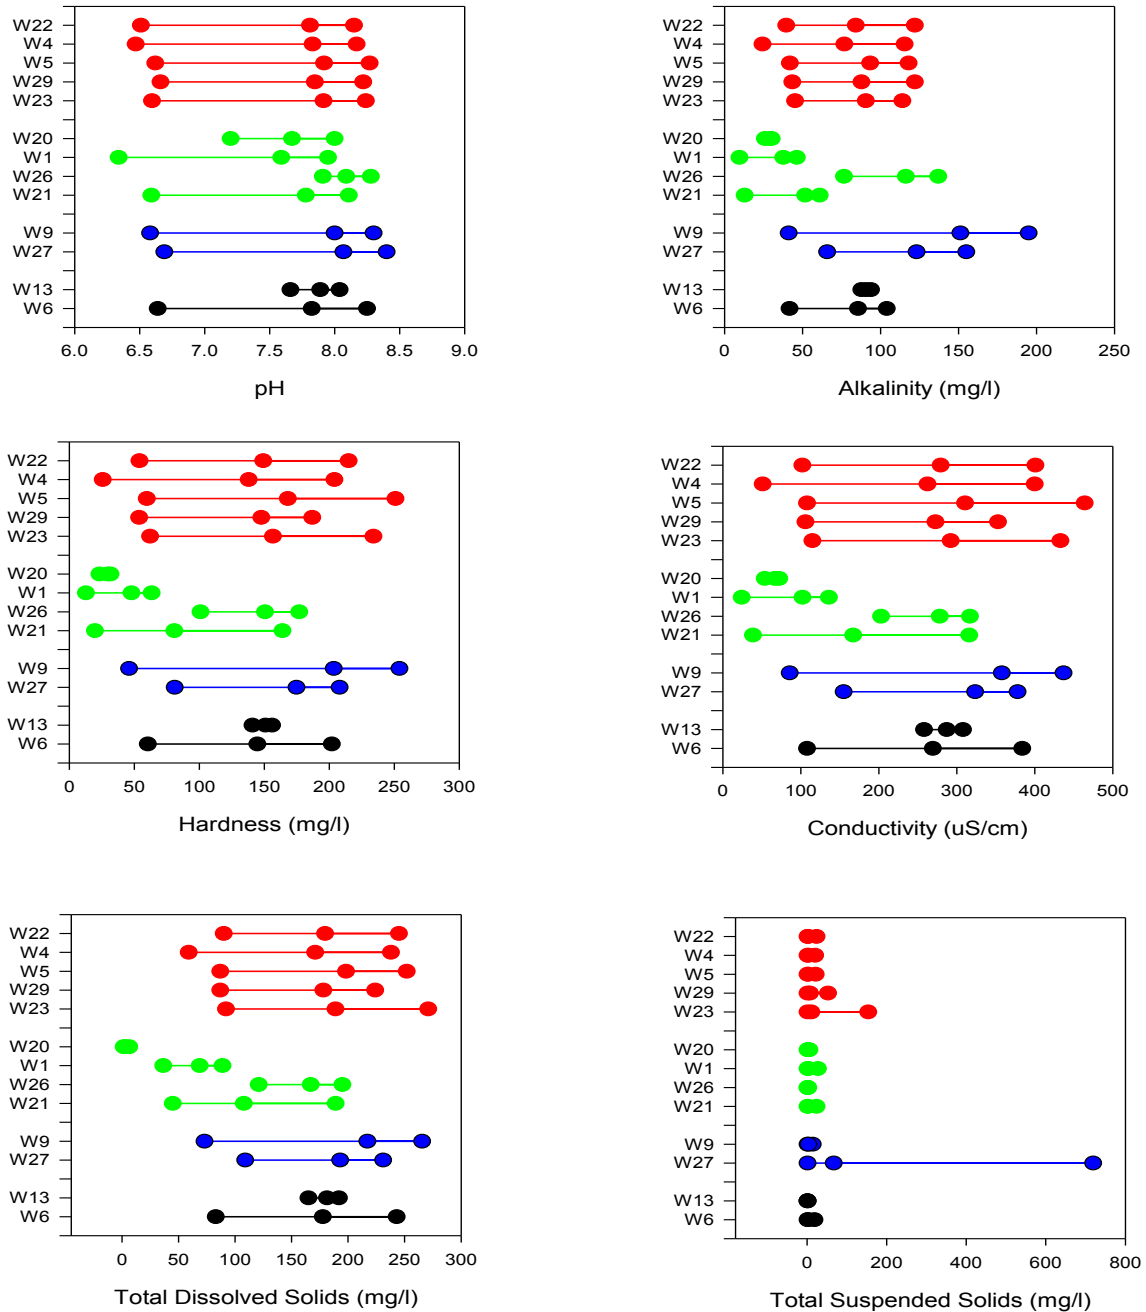 W22
W4
W5
W29
W23
W20
W1
W26
W21
W9
W27
W13
W6
6.0 6.5 7.0 7.5 8.0 8.5 9.0
pH
W22
W4
W5
W29
W23
W20
W1
W26
W21
W9
W27
W13
W6
0 50 100 150 200 250
Alkalinity (mg/l)
W22
W4
W5
W29
W23
W20
W1
W26
W21
W9
W27
W13
W6
0 50 100 150 200 250 300
Hardness (mg/l)
W22
W4
W5
W29
W23
W20
W1
W26
W21
W9
W27
W13
W6
0 100 200 300 400 500
Conductivity (uS/cm)
W22
W4
W5
W29
W23
W20
W1
W26
W21
W9
W27
W13
W6
0 50 100 150 200 250 300
Total Dissolved Solids (mg/l)
W22
W4
W5
W29
W23
W20
W1
W26
W21
W9
W27
W13
W6
0 200 400 600 800
Total Suspended Solids (mg/l)